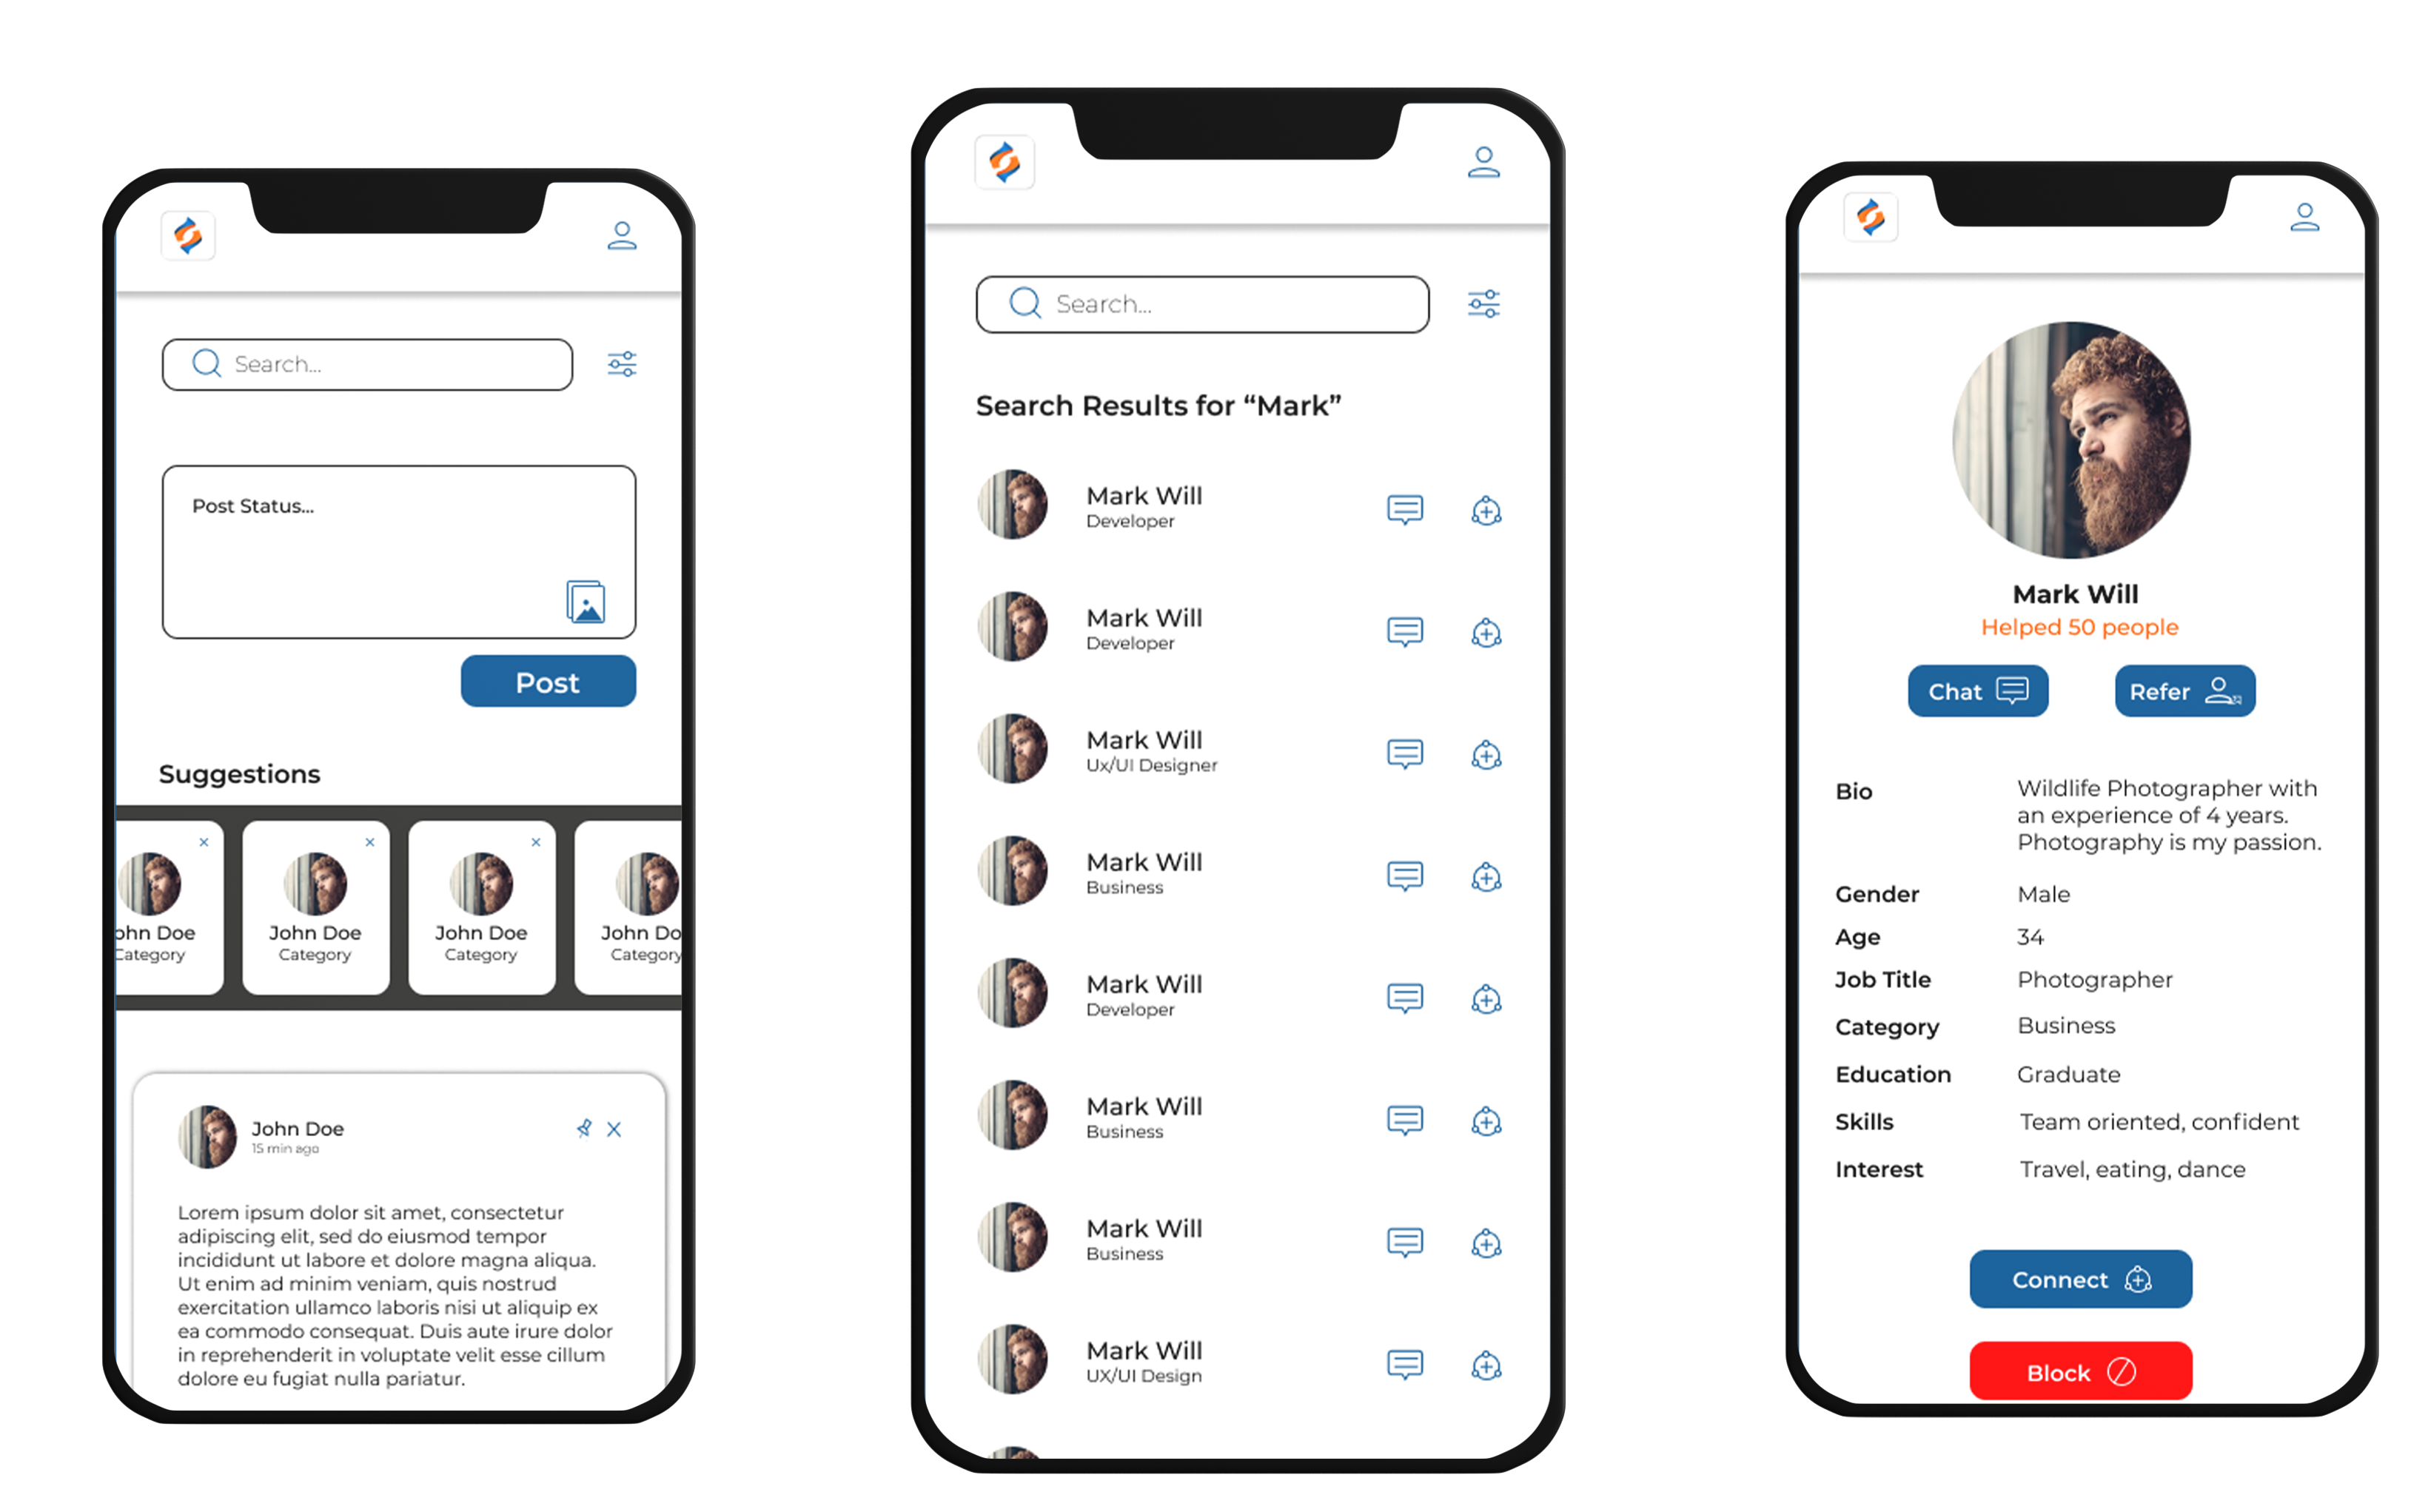 Search...
Post Status...
Post
Suggestions
ohn Doe
Category
John Doe
Category
John Doe
Category
John Do
Category
John Doe
15 min ago
Lorem ipsum dolor sit amet, consectetur
adipiscing elit, sed do eiusmod tempor
incididunt ut labore et dolore magna aliqua.
Ut enim ad minim veniam, quis nostrud
exercitation ullamco laboris nisi ut aliquip ex
ea commodo consequat. Duis aute irure dolor
in reprehenderit in voluptate velit esse cillum
dolore eu fugiat nulla pariatur.
Search...
Search Results for “Mark”
Mark Will
Developer
Mark Will
Developer
Mark Will
Ux/UI Designer
Mark Will
Business
Mark Will
Developer
Mark Will
Business
Mark Will
Business
Mark Will
UX/UI Design
Mark Will
Helped 50 people
Chat
Refer
Bio Wildlife Photographer with
an experience of 4 years.
Photography is my passion.
Gender Male
Age 34
Job Title Photographer
Category Business
Education Graduate
Skills Team oriented, confident
Interest Travel, eating, dance
Connect
Block